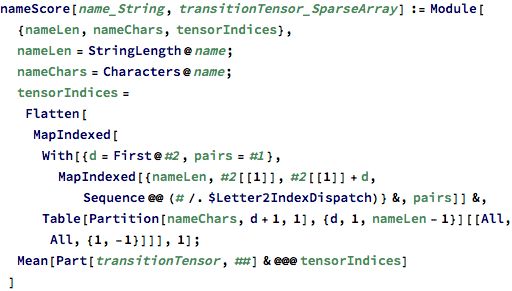 nameScore[name_String, transitionTensor_SparseArray] := Module[
{nameLen, nameChars, tensorIndices},
nameLen = StringLength@name;
nameChars = Characters@name;
tensorIndices =
Flatten[
MapIndexed[
With[{d = First@#2, pairs = #1},
MapIndexed[{nameLen, #2[[1]], #2[[1]] + d,
Sequence @@ (# /. $Letter2IndexDispatch)} &, pairs]] &,
Table[Partition[nameChars, d + 1, 1], {d, 1, nameLen - 1}][[All,
All, {1, -1}]]], 1];
Mean[Part[transitionTensor, ##] & @@@ tensorIndices]
]